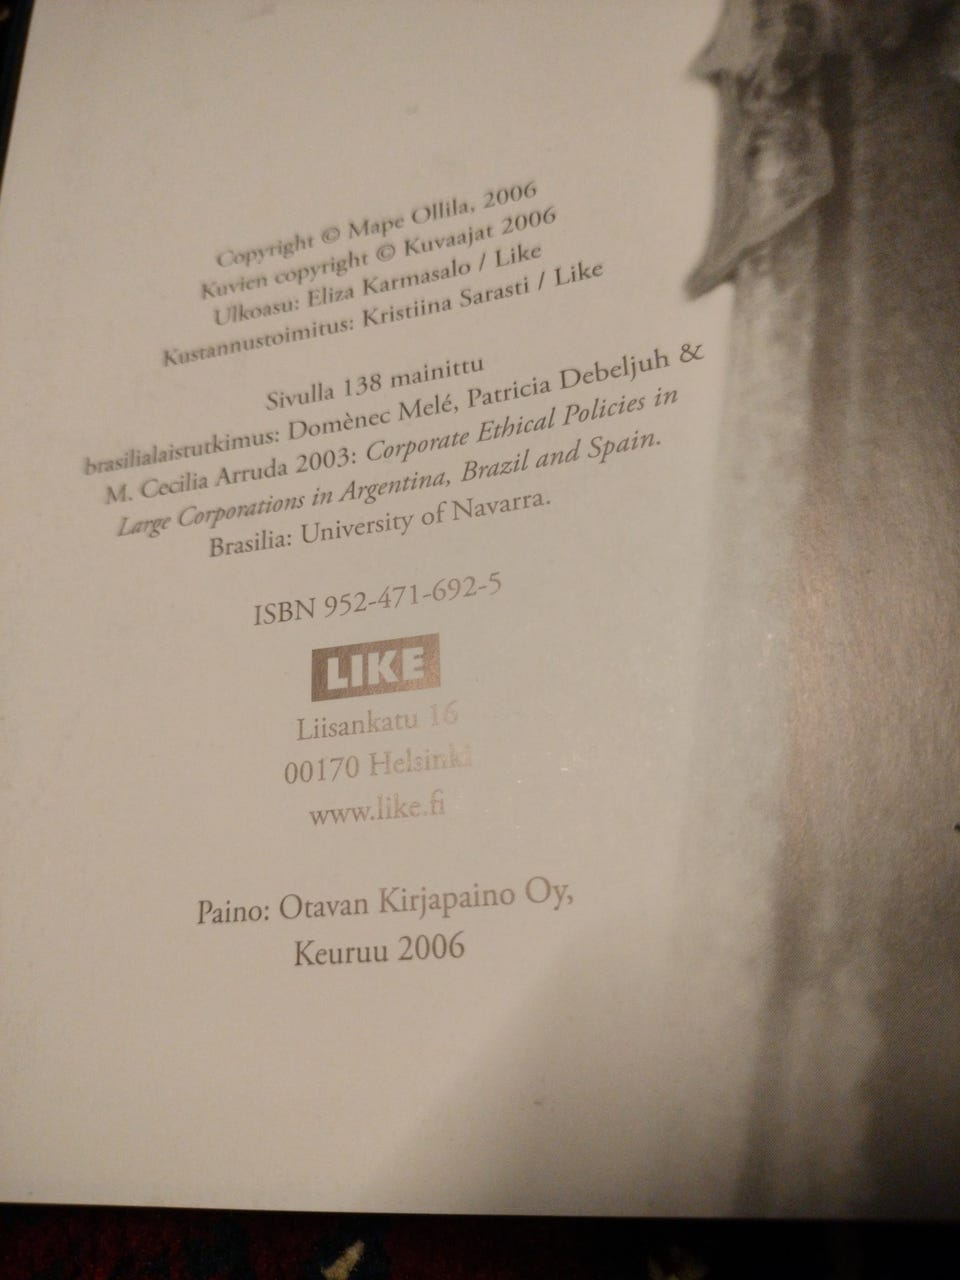 Copyright © Mape Ollila, 2006
Kuvien copyright © Kuvaajat 2006
Ulkoasu: Eliza Karmasalo / Like
Kustannustoimitus: Kristiina Sarasti / Like
Sivulla 138 mainittu
brasilialaistutkimus: Domènec Melé, Patricia Debeljuh &
M. Cecilia Arruda 2003: Corporate Ethical Policies in
Large Corporations in Argentina, Brazil and Spain.
Brasilia: University of Navarra.
ISBN 952-471-692-5
LIKE
Liisankatu 16
00170 Helsinki
www.like.fi
Paino: Otavan Kirjapaino Oy,
Keuruu 2006